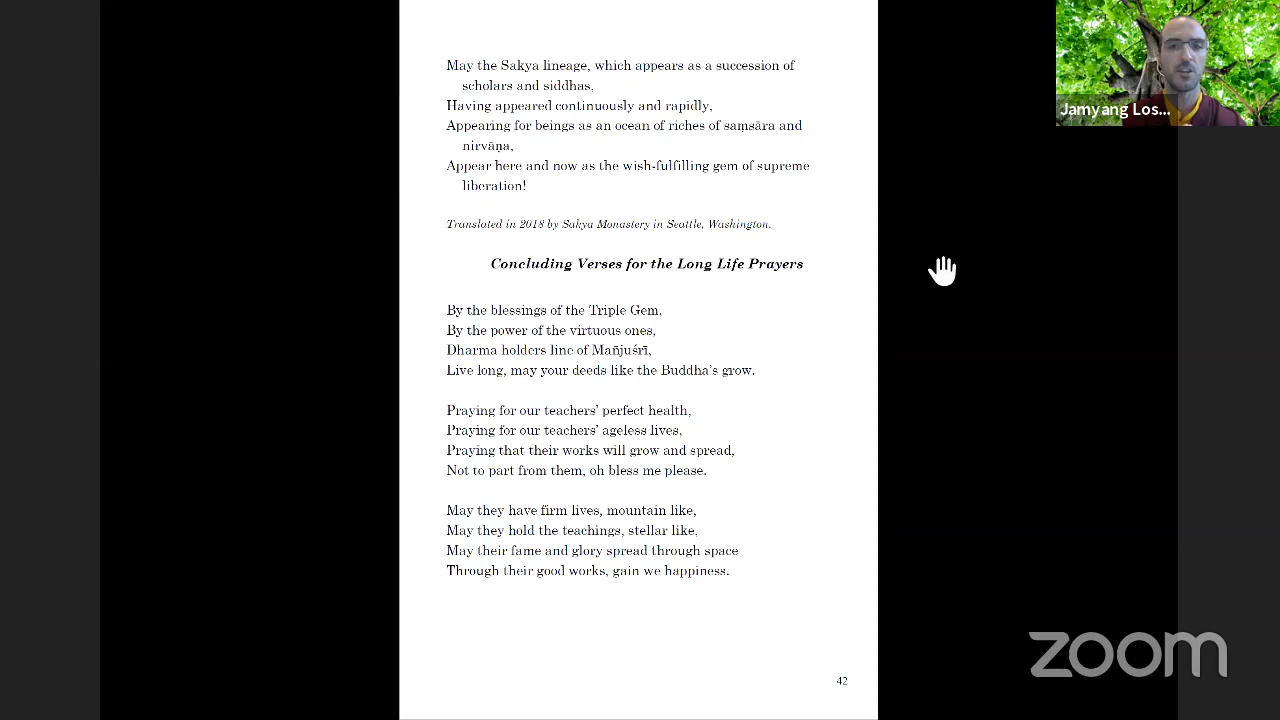 May the Sakya lineage, which appears as a succession of
scholars and siddhas,
Having appeared continuously and rapidly,
Appearing for beings as an ocean of riches of saṃsāra and
nirvāṇa,
Appear here and now as the wish-fulfilling gem of supreme
liberation!
Translated in 2018 by Sakya Monastery in Seattle, Washington.
Concluding Verses for the Long Life Prayers
By the blessings of the Triple Gem,
By the power of the virtuous ones,
Dharma holders line of Mañjuśrī,
Live long, may your deeds like the Buddha's grow.
Praying for our teachers' perfect health,
Praying for our teachers' ageless lives,
Praying that their works will grow and spread,
Not to part from them, oh bless me please.
May they have firm lives, mountain like,
May they hold the teachings, stellar like,
May their fame and glory spread through space
Through their good works, gain we happiness.
42
Jamyang Los...
zoom